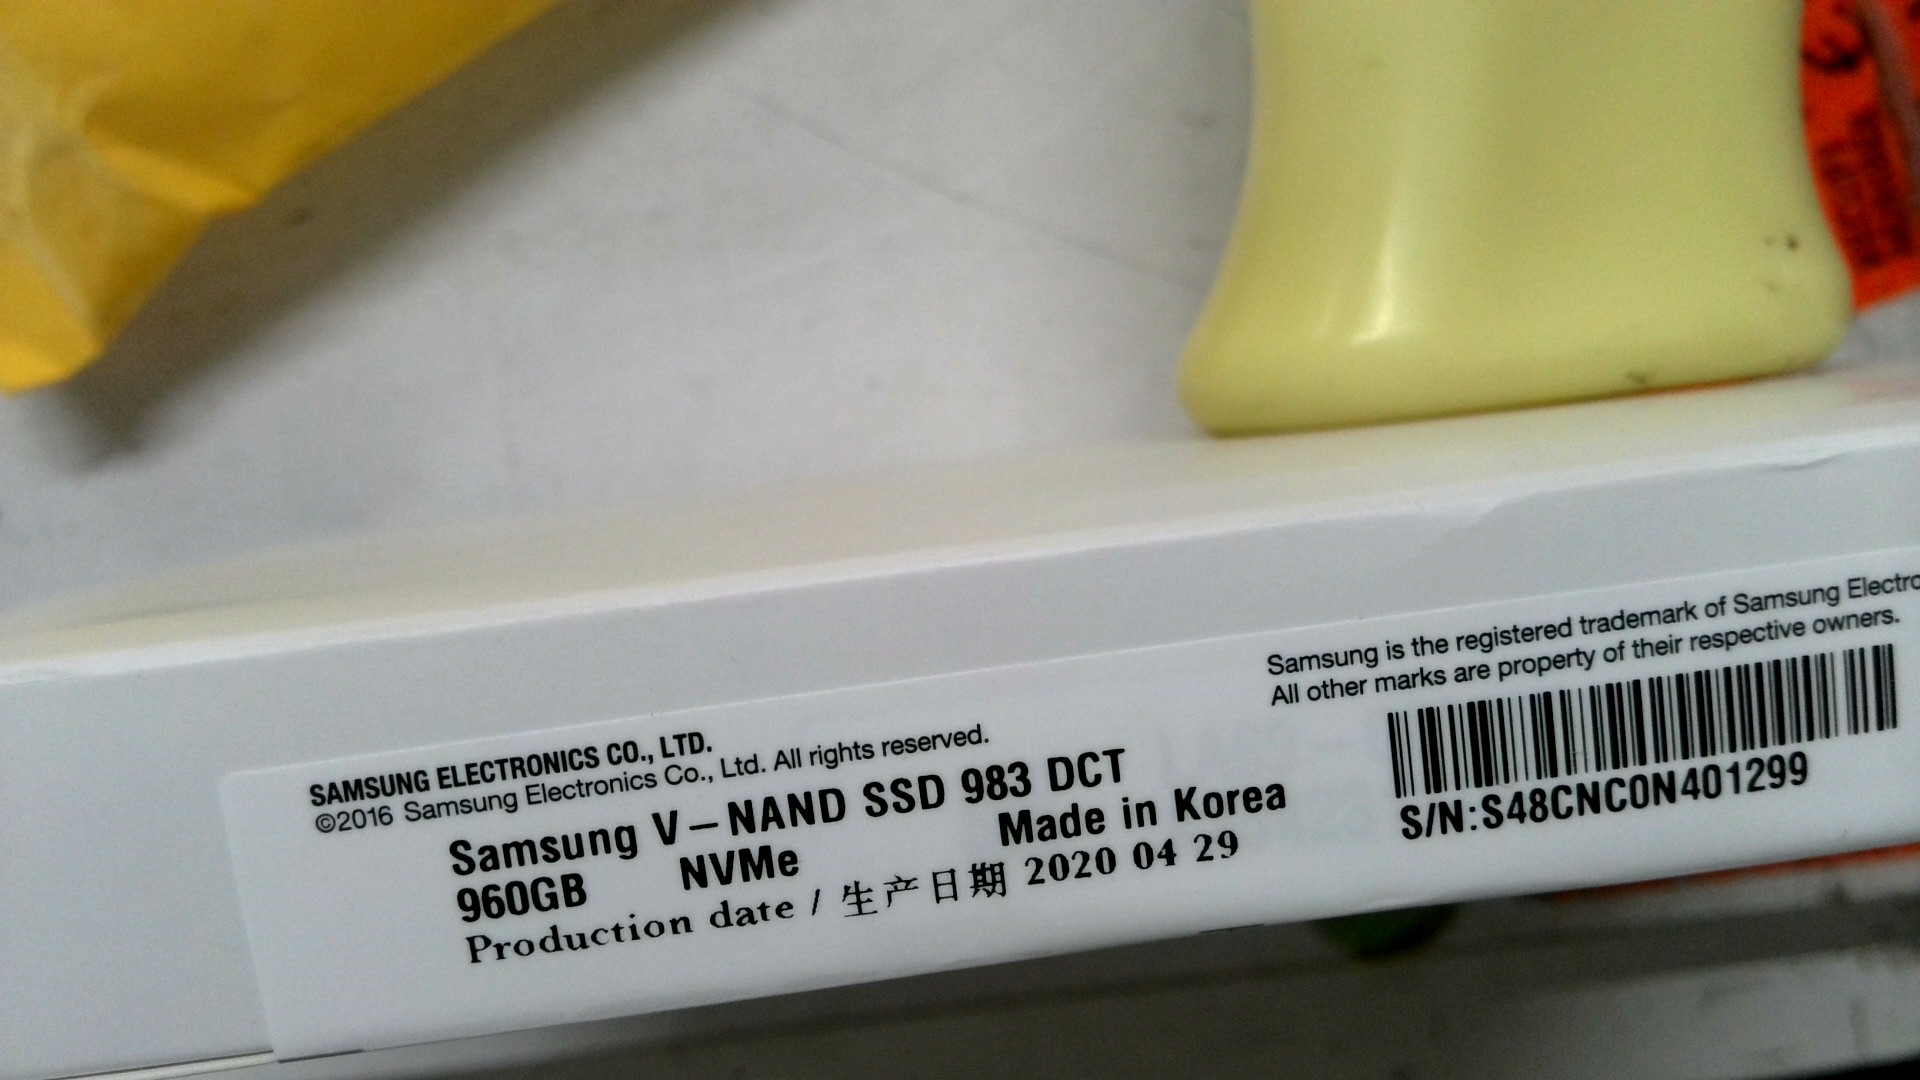 SAMSUNG ELECTRONICS CO., LTD.
©2016 Samsung Electronics Co., Ltd. All rights reserved.
Samsung V-NAND SSD 983 DCT
960GB NVMe Made in Korea
Production date / 生产日期 2020 04 29
Samsung is the registered trademark of Samsung Electro
All other marks are property of their respective owners.
S/N:S48CNC0N401299